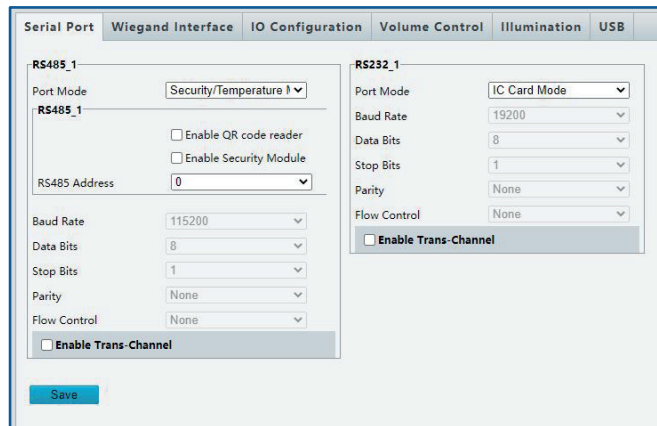 Serial Port Wiegand Interface IO Configuration Volume Control Illumination USB
RS485_1
Port Mode Security/Temperature M
RS485_1
Enable QR code reader
Enable Security Module
RS485 Address 0
Baud Rate 115200
Data Bits 8
Stop Bits 1
Parity None
Flow Control None
Enable Trans-Channel
RS232_1
Port Mode IC Card Mode
Baud Rate 19200
Data Bits 8
Stop Bits 1
Parity None
Flow Control None
Enable Trans-Channel
Save